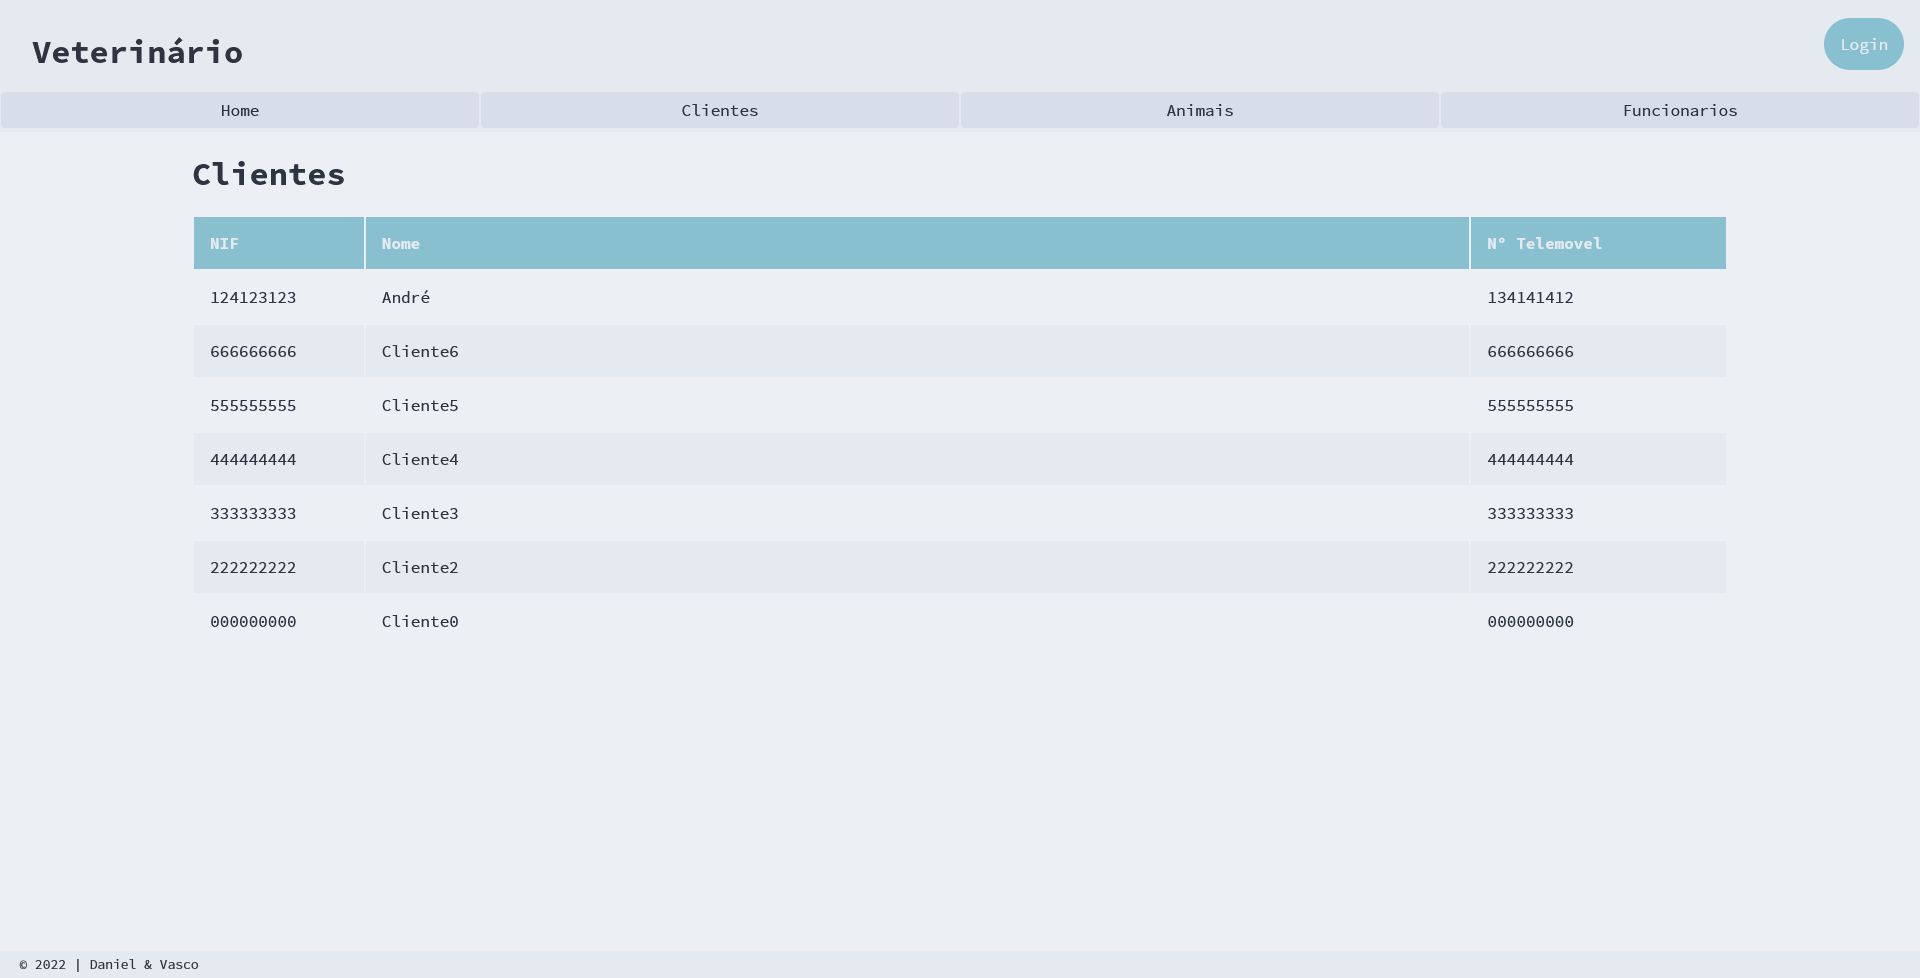 Veterinário
Login
Home Clientes Animais Funcionarios
Clientes
NIF Nome Nº Telemovel
124123123 André 134141412
666666666 Cliente6 666666666
555555555 Cliente5 555555555
444444444 Cliente4 444444444
333333333 Cliente3 333333333
222222222 Cliente2 222222222
000000000 Cliente0 000000000
© 2022 | Daniel & Vasco